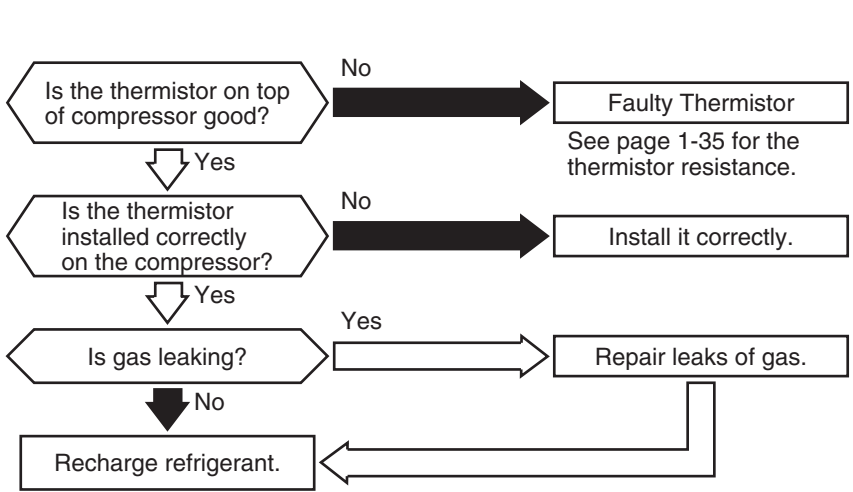 Is the thermistor on top
of compressor good?
No
Faulty Thermistor
See page 1-35 for the
thermistor resistance.
Yes
Is the thermistor
installed correctly
on the compressor?
No
Install it correctly.
Yes
Is gas leaking?
Yes
Repair leaks of gas.
No
Recharge refrigerant.